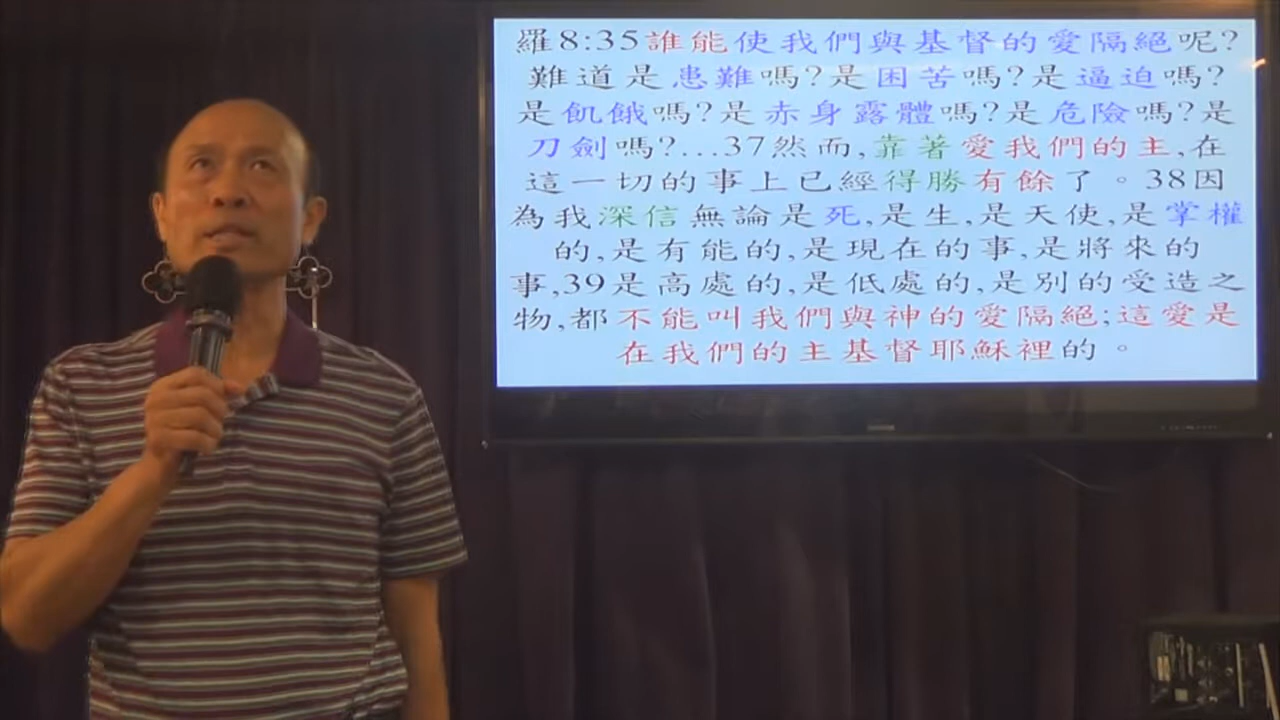 羅8:35誰能使我們與基督的愛隔絕呢?
難道是患難嗎?是困苦嗎?是逼迫嗎?
是飢餓嗎?是赤身露體嗎?是危險嗎?是
刀劍嗎?...37然而,靠著愛我們的主,在
這一切的事上已經得勝有餘了。38因
為我深信無論是死,是生,是天使,是掌權
的,是有能的,是現在的事,是將來的
事,39是高處的,是低處的,是別的受造之
物,都不能叫我們與神的愛隔絕;這愛是
在我們的主基督耶穌裡的。